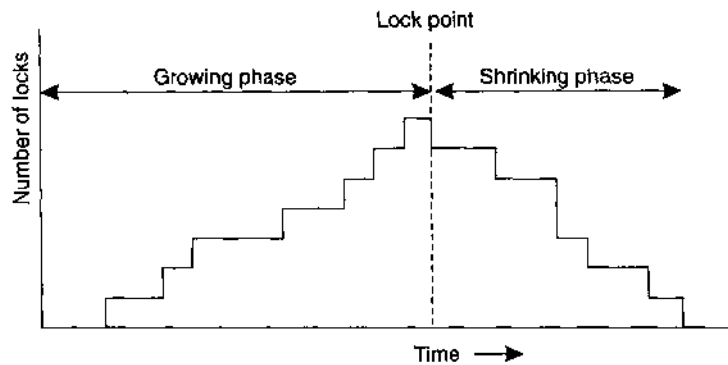 Lock point
Growing phase
Shrinking phase
Number of locks
Time